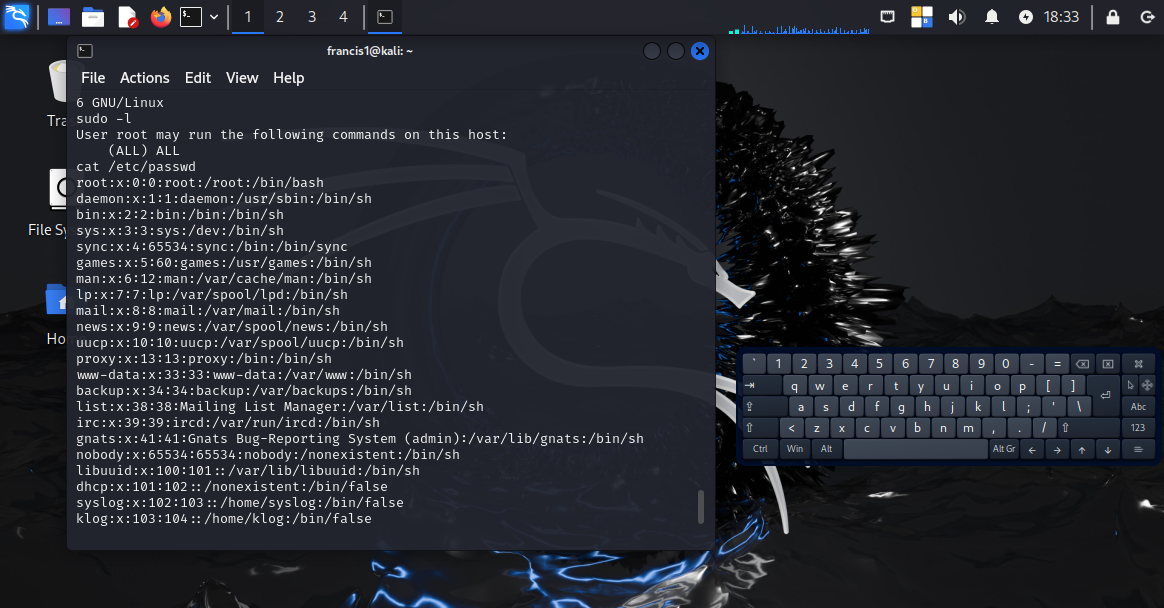 1 2 3 4 18:33
francis1@kali: ~
File Actions Edit View Help
6 GNU/Linux
sudo -l
User root may run the following commands on this host:
(ALL) ALL
cat /etc/passwd
root:x:0:0:root:/root:/bin/bash
daemon:x:1:1:daemon:/usr/sbin:/bin/sh
bin:x:2:2:bin:/bin:/bin/sh
sys:x:3:3:sys:/dev:/bin/sh
sync:x:4:65534:sync:/bin:/bin/sync
games:x:5:60:games:/usr/games:/bin/sh
man:x:6:12:man:/var/cache/man:/bin/sh
lp:x:7:7:lp:/var/spool/lpd:/bin/sh
mail:x:8:8:mail:/var/mail:/bin/sh
news:x:9:9:news:/var/spool/news:/bin/sh
uucp:x:10:10:uucp:/var/spool/uucp:/bin/sh
proxy:x:13:13:proxy:/bin:/bin/sh
www-data:x:33:33:www-data:/var/www:/bin/sh
backup:x:34:34:backup:/var/backups:/bin/sh
list:x:38:38:Mailing List Manager:/var/list:/bin/sh
irc:x:39:39:ircd:/var/run/ircd:/bin/sh
gnats:x:41:41:Gnats Bug-Reporting System (admin):/var/lib/gnats:/bin/sh
nobody:x:65534:65534:nobody:/nonexistent:/bin/sh
libuuid:x:100:101::/var/lib/libuuid:/bin/sh
dhcp:x:101:102::/nonexistent:/bin/false
syslog:x:102:103::/home/syslog:/bin/false
klog:x:103:104::/home/klog:/bin/false
Tra
File Sy
Ho
` 1 2 3 4 5 6 7 8 9 0 - =
q w e r t y u i o p [ ]
a s d f g h j k l ; ' \ Abc
< z x c v b n m , . / 123
Ctrl Win Alt Alt Gr